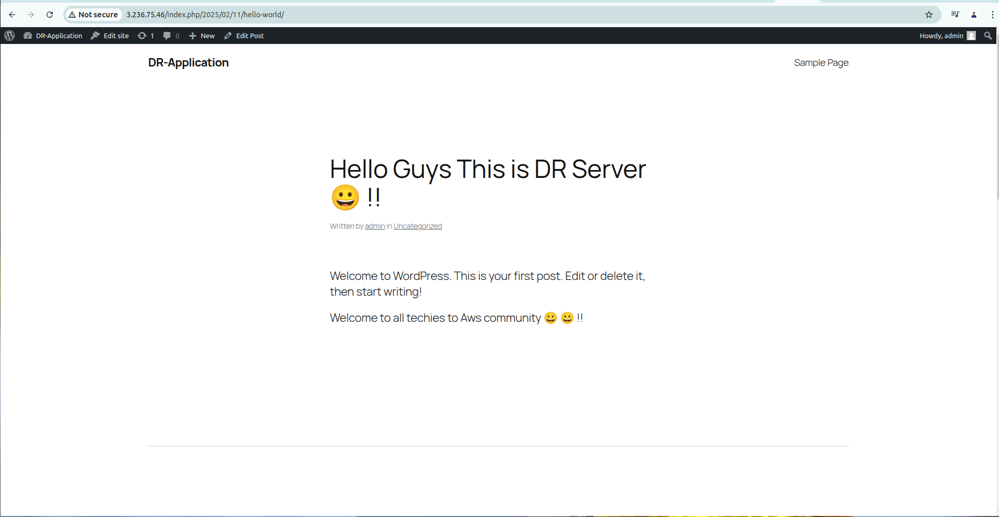 Not secure 3.236.75.46/index.php/2025/02/11/hello-world/
DR-Application Edit site 1 0 New Edit Post Howdy, admin
DR-Application Sample Page
Hello Guys This is DR Server
😀 !!
Written by admin in Uncategorized
Welcome to WordPress. This is your first post. Edit or delete it,
then start writing!
Welcome to all techies to Aws community 😀 😀 !!